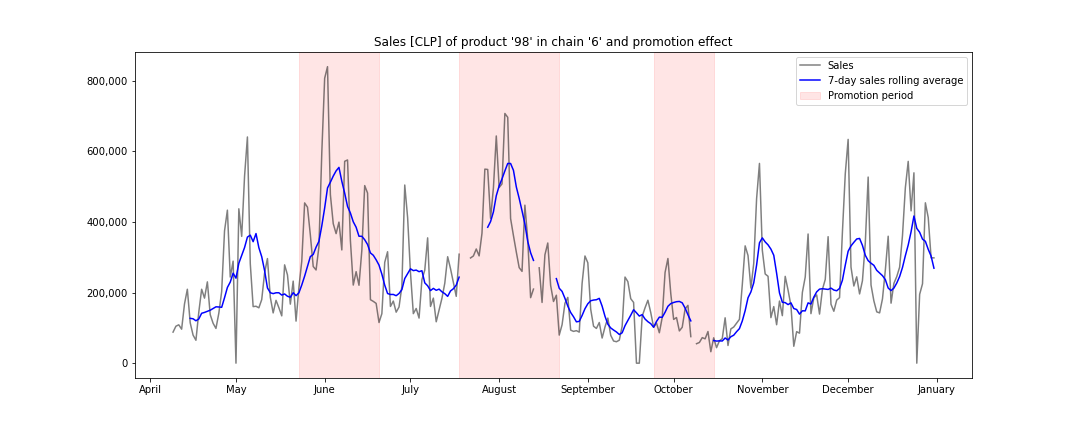 Sales [CLP] of product '98' in chain '6' and promotion effect
Sales
7-day sales rolling average
Promotion period
800,000
600,000
400,000
200,000
0
April May June July August September October November December January